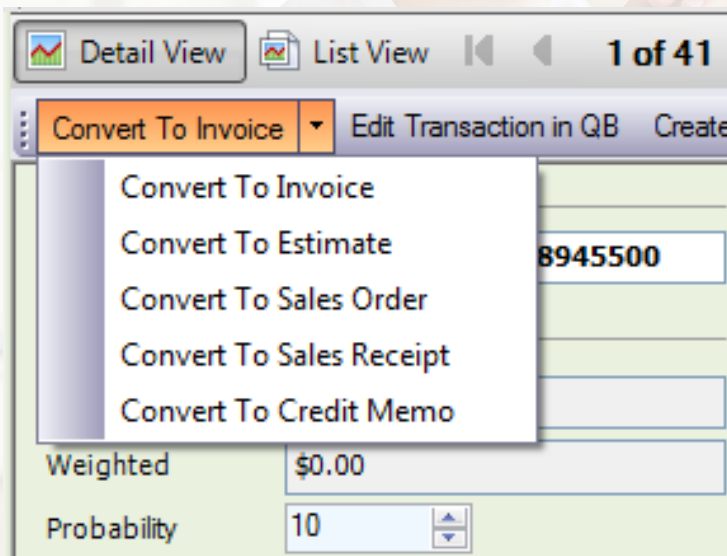 Detail View List View 1 of 41
Convert To Invoice Edit Transaction in QB Create
Convert To Invoice
Convert To Estimate
8945500
Convert To Sales Order
Convert To Sales Receipt
Convert To Credit Memo
Weighted $0.00
Probability 10